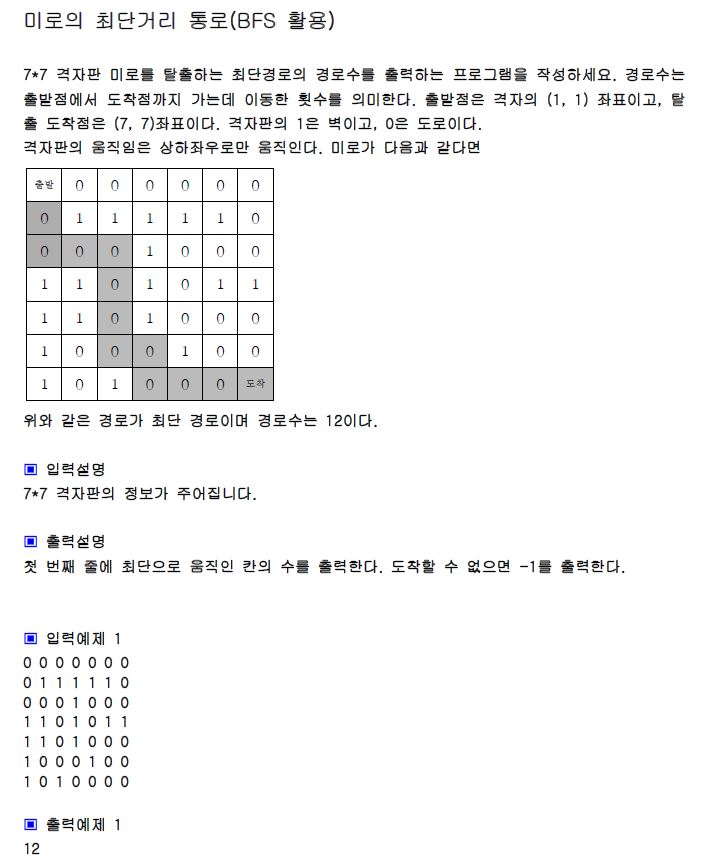 미로의 최단거리 통로(BFS 활용)
7*7 격자판 미로를 탈출하는 최단경로의 경로수를 출력하는 프로그램을 작성하세요. 경로수는
출발점에서 도착점까지 가는데 이동한 횟수를 의미한다. 출발점은 격자의 (1, 1) 좌표이고, 탈
출 도착점은 (7, 7)좌표이다. 격자판의 1은 벽이고, 0은 도로이다.
격자판의 움직임은 상하좌우로만 움직인다. 미로가 다음과 같다면
출발 0 0 0 0 0 0
0 1 1 1 1 1 0
0 0 0 1 0 0 0
1 1 0 1 0 1 1
1 1 0 1 0 0 0
1 0 0 0 1 0 0
1 0 1 0 0 0 도착
위와 같은 경로가 최단 경로이며 경로수는 12이다.
▣ 입력설명
7*7 격자판의 정보가 주어집니다.
▣ 출력설명
첫 번째 줄에 최단으로 움직인 칸의 수를 출력한다. 도착할 수 없으면 -1를 출력한다.
▣ 입력예제 1
0 0 0 0 0 0 0
0 1 1 1 1 1 0
0 0 0 1 0 0 0
1 1 0 1 0 1 1
1 1 0 1 0 0 0
1 0 0 0 1 0 0
1 0 1 0 0 0 0
▣ 출력예제 1
12